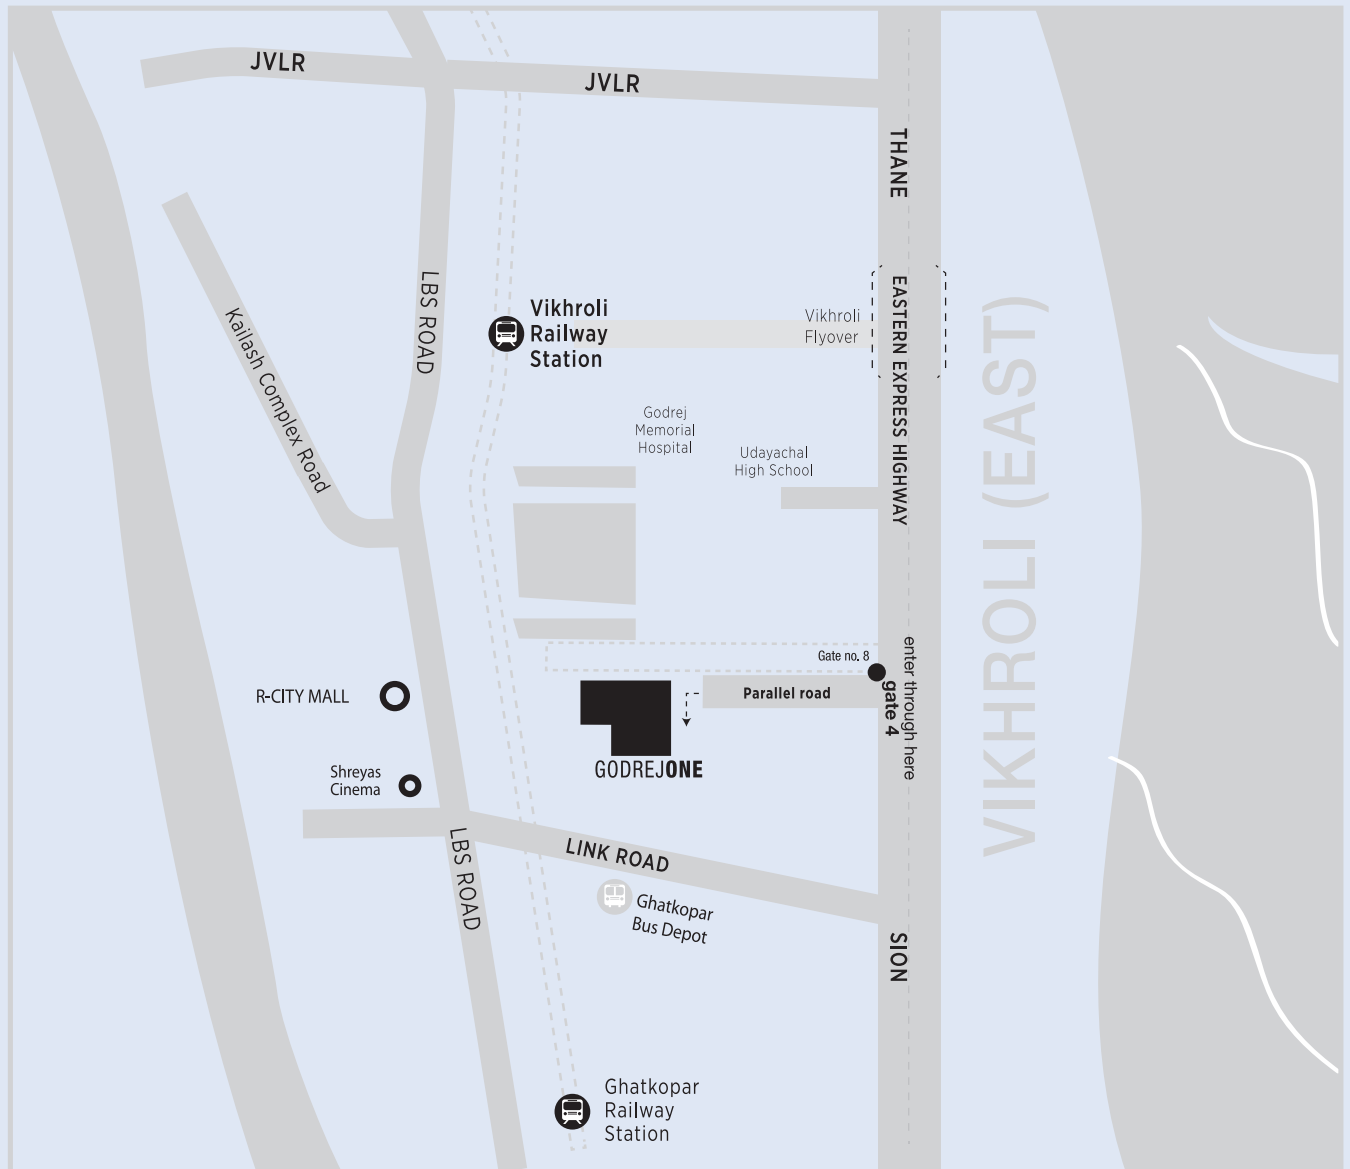 JVLR
JVLR
THANE
LBS ROAD
Kailash Complex Road
Vikhroli
Railway
Station
Vikhroli
Flyover
EASTERN EXPRESS HIGHWAY
VIKHROLI (EAST)
Godrej
Memorial
Hospital
Udayachal
High School
Gate no. 8
enter through here
gate 4
Parallel road
R-CITY MALL
GODREJONE
Shreyas
Cinema
LBS ROAD
LINK ROAD
Ghatkopar
Bus Depot
SION
Ghatkopar
Railway
Station